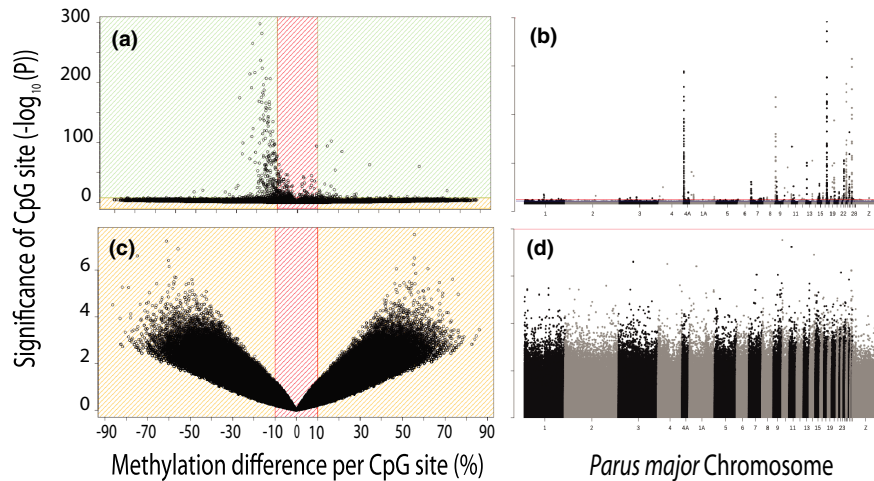 (a)
300
200
100
0
(b)
1 2 3 4 4A 1A 5 6 7 8 9 11 13 15 19 22 28 Z
Significance of CpG site (-log10(P))
(c)
6
4
2
0
-90 -70 -50 -30 -10 0 10 30 50 70 90
Methylation difference per CpG site (%)
(d)
1 2 3 4 4A 1A 5 6 7 8 9 11 13 15 19 22 Z
Parus major Chromosome